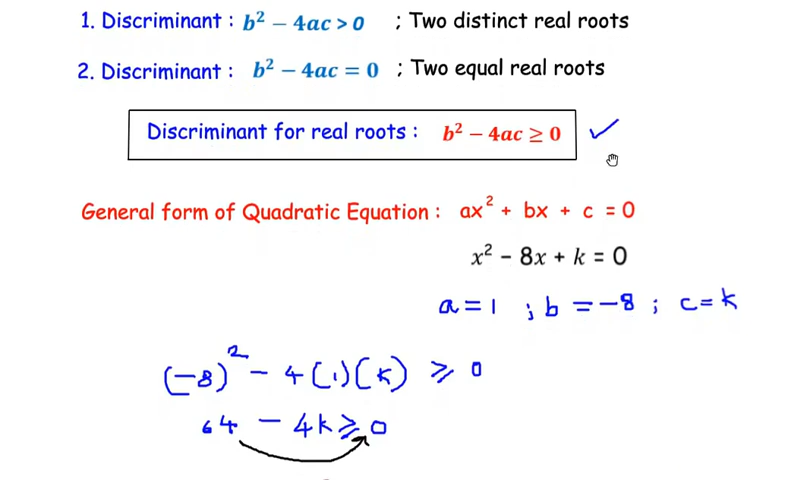 1. Discriminant : b² − 4ac > 0 ; Two distinct real roots
2. Discriminant : b² − 4ac = 0 ; Two equal real roots
Discriminant for real roots : b² − 4ac ≥ 0 ✓
General form of Quadratic Equation : ax² + bx + c = 0
x² − 8x + k = 0
a = 1 ; b = −8 ; c = k
(−8)² − 4(1)(k) ≥ 0
64 − 4k ≥ 0